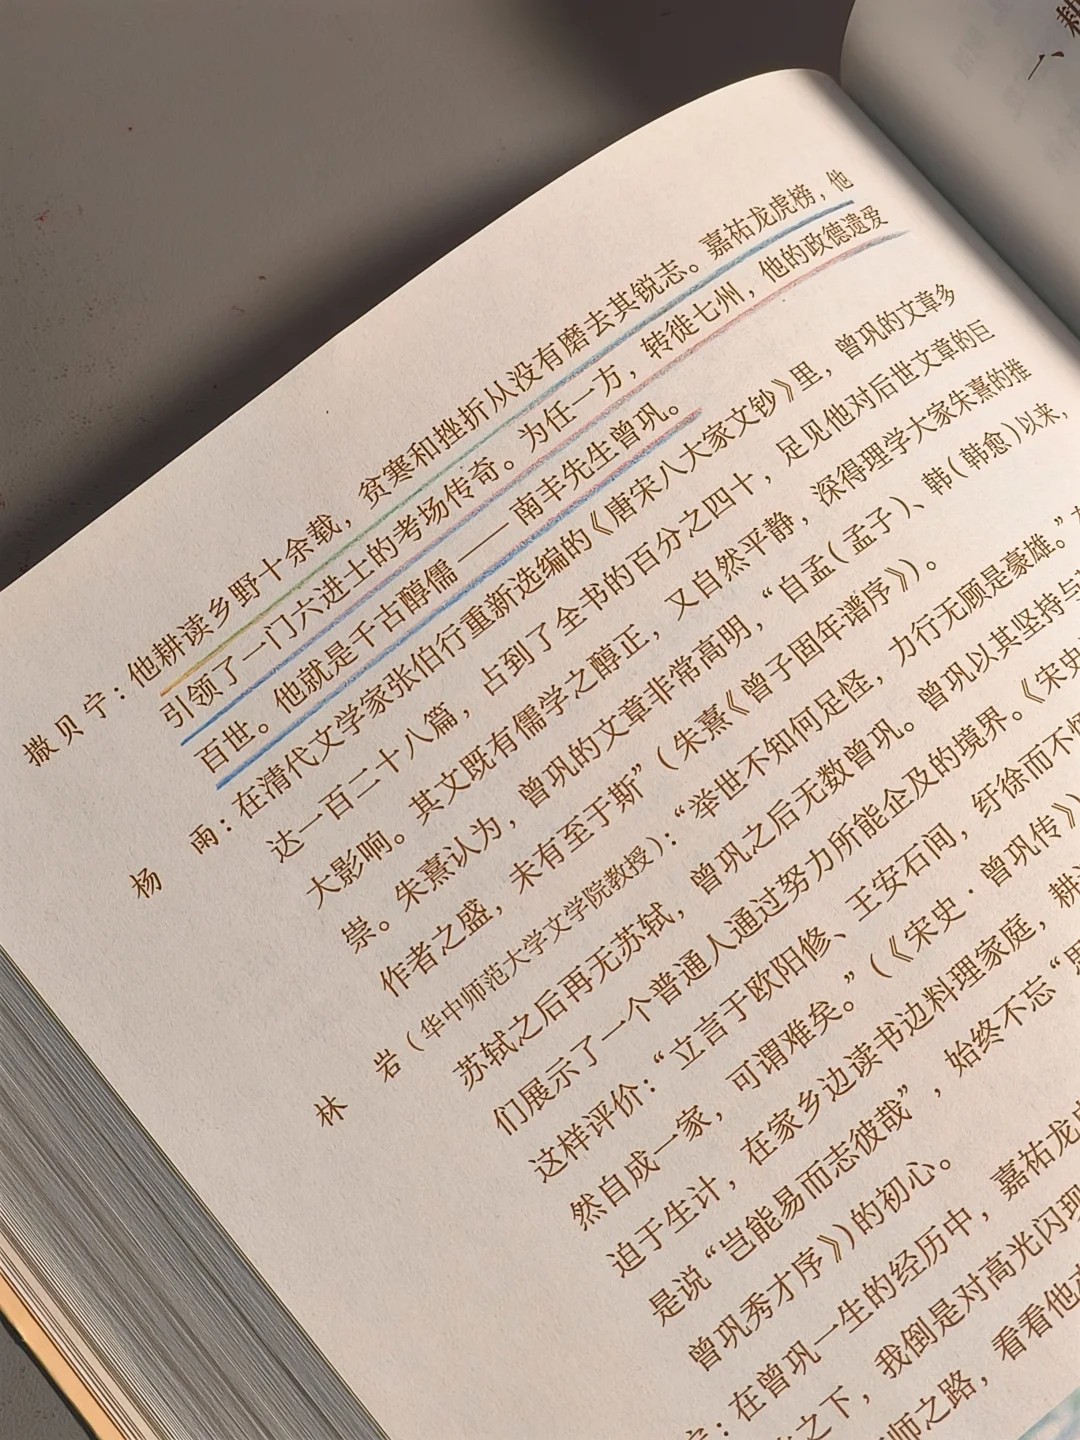 一、耕
撒贝宁：他耕读乡野十余载，贫寒和挫折从没有磨去其锐志。嘉祐龙虎榜，他
引领了一门六进士的考场传奇。为任一方，转徙七州，他的政德遗爱
百世。他就是千古醇儒——南丰先生曾巩。
杨雨：在清代文学家张伯行重新选编的《唐宋八大家文钞》里，曾巩的文章多
达一百二十八篇，占到了全书的百分之四十，足见他对后世文章的巨
大影响。其文既有儒学之醇正，又自然平静，深得理学大家朱熹的推
崇。朱熹认为，曾巩的文章非常高明，“自孟（孟子）、韩（韩愈）以来，
作者之盛，未有至于斯”（朱熹《曾子固年谱序》）。
林岩（华中师范大学文学院教授）：“举世不知何足怪，力行无顾是豪雄。”
苏轼之后再无苏轼，曾巩之后无数曾巩。曾巩以其坚持与
们展示了一个普通人通过努力所能企及的境界。《宋史
这样评价：“立言于欧阳修、王安石间，纡徐而不烦
然自成一家，可谓难矣。”（《宋史·曾巩传》）
迫于生计，在家乡边读书边料理家庭，耕
是说“岂能易而志彼哉”，始终不忘“思
曾巩秀才序》）的初心。
宁：在曾巩一生的经历中，嘉祐龙虎
之下，我倒是对高光闪现
师之路，看看他